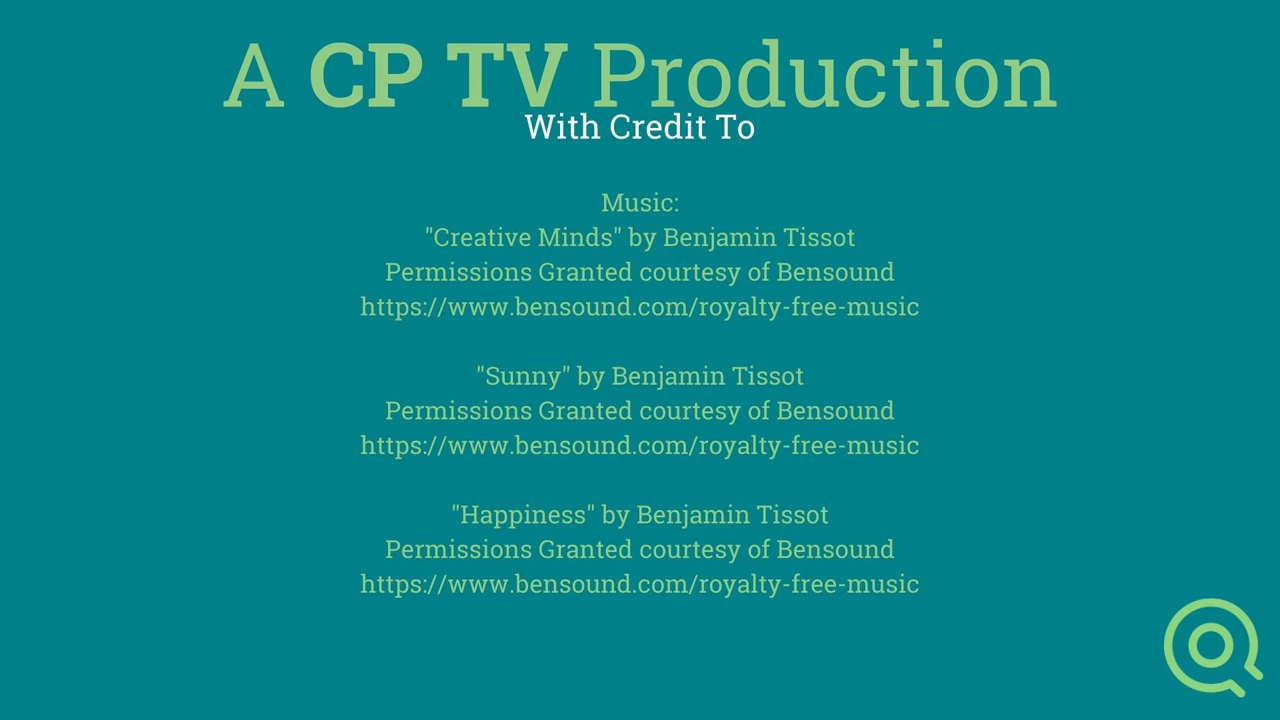 A CP TV Production
With Credit To
Music:
"Creative Minds" by Benjamin Tissot
Permissions Granted courtesy of Bensound
https://www.bensound.com/royalty-free-music
"Sunny" by Benjamin Tissot
Permissions Granted courtesy of Bensound
https://www.bensound.com/royalty-free-music
"Happiness" by Benjamin Tissot
Permissions Granted courtesy of Bensound
https://www.bensound.com/royalty-free-music